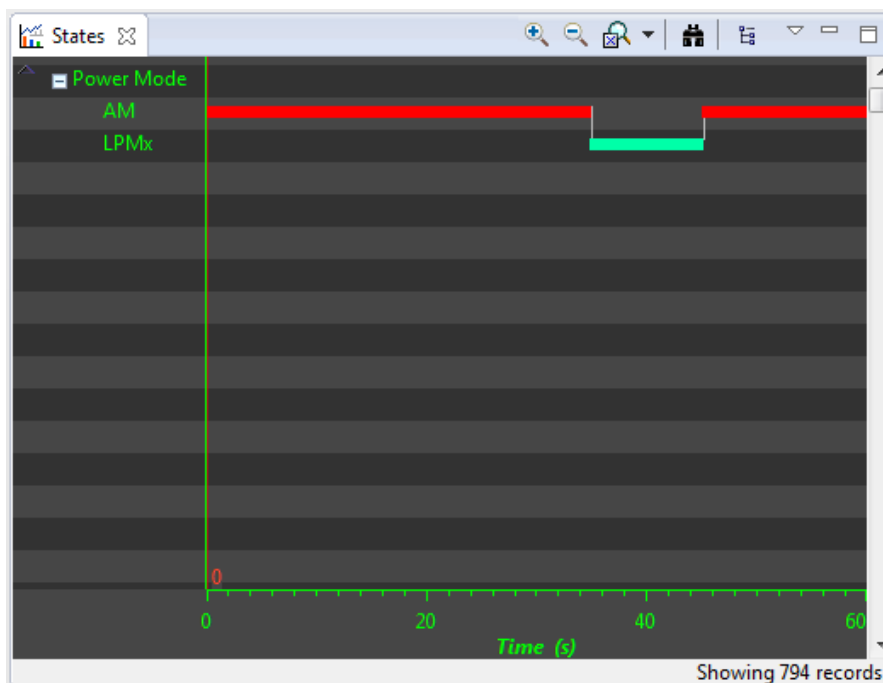 States
Power Mode
AM
LPMx
0
0 20 40 60
Time (s)
Showing 794 records